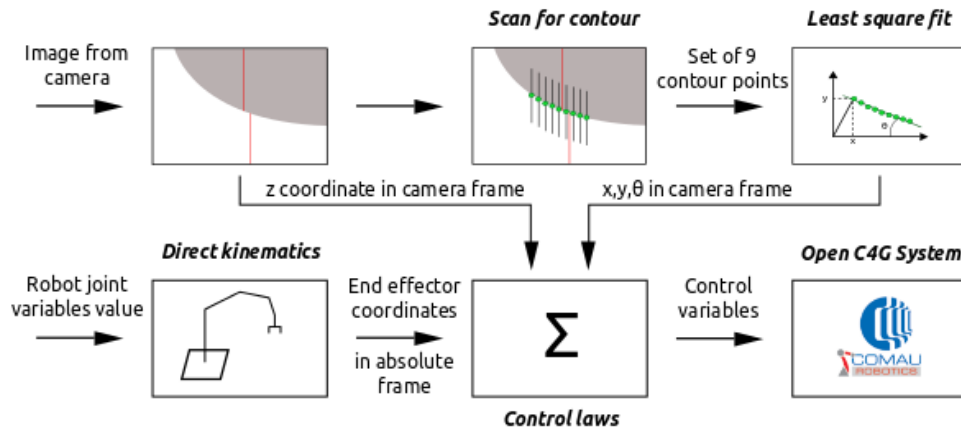 Scan for contour
Least square fit
Image from
camera
Set of 9
contour points
y
θ
x
z coordinate in camera frame
x,y,θ in camera frame
Direct kinematics
Open C4G System
Robot joint
variables value
End effector
coordinates
in absolute
frame
Σ
Control
variables
COMAU
ROBOTICS
Control laws